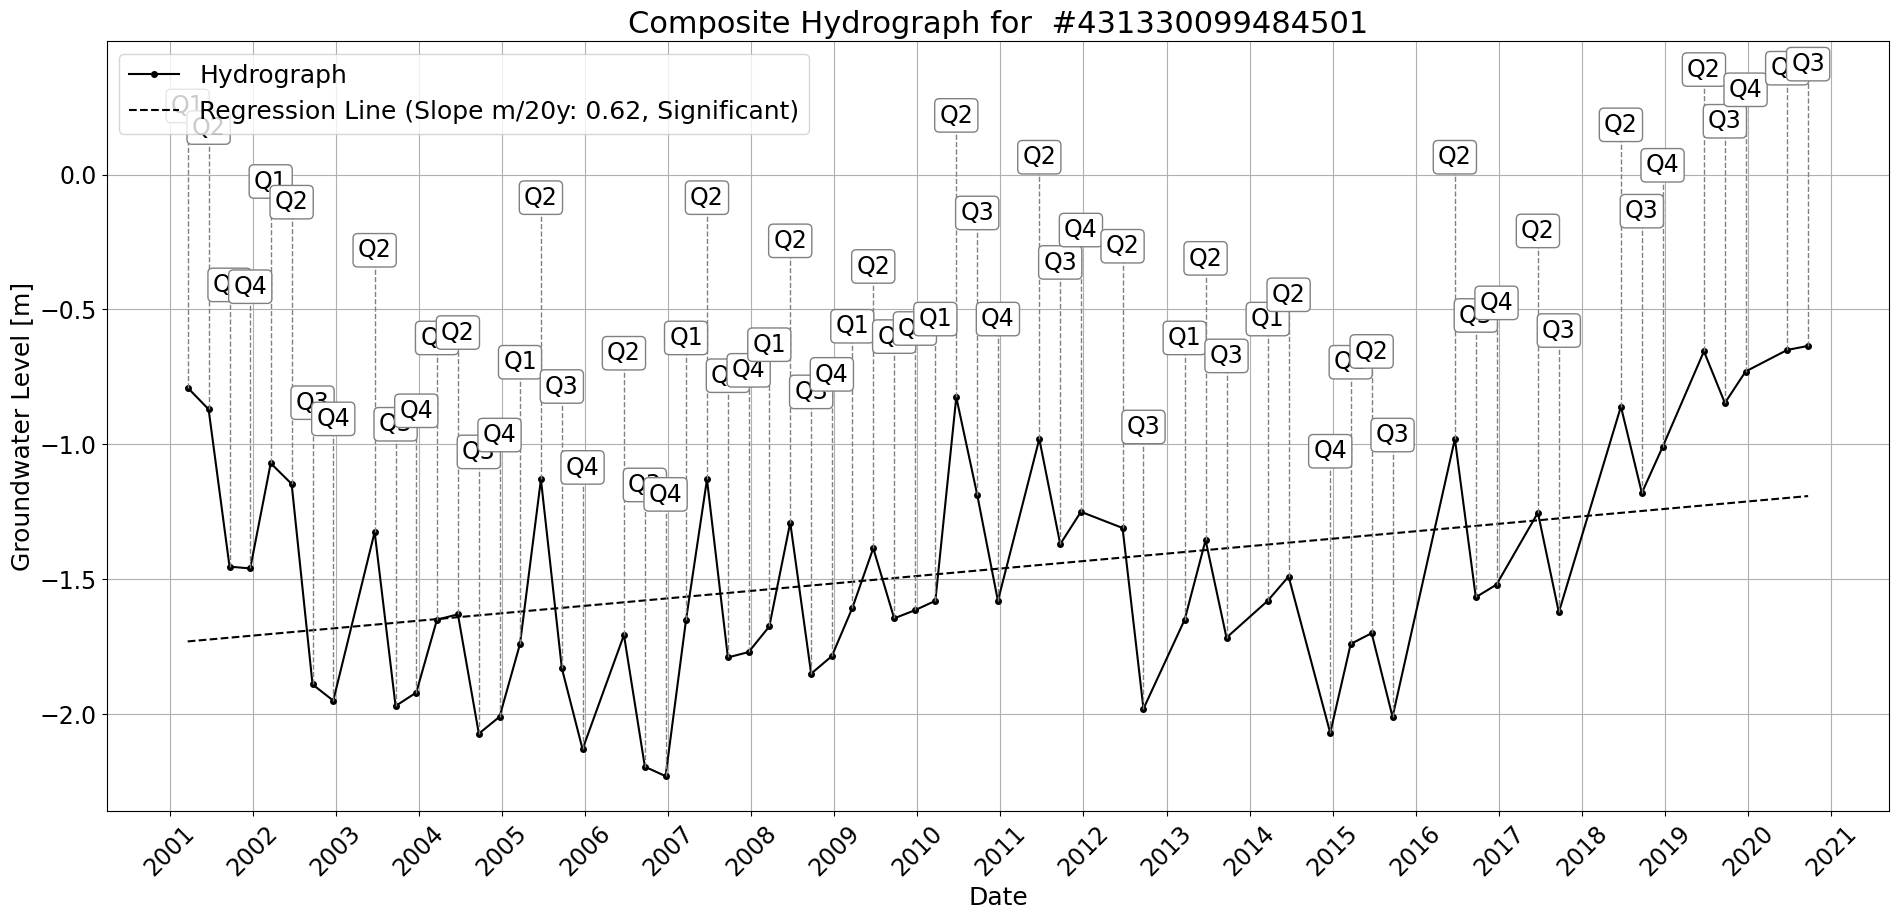 Composite Hydrograph for  #431330099484501
Hydrograph
Regression Line (Slope m/20y: 0.62, Significant)
Groundwater Level [m]
0.0
−0.5
−1.0
−1.5
−2.0
Q1
Q2
Q4
Q1
Q2
Q3
Q4
Q2
Q3
Q4
Q2
Q3
Q4
Q1
Q2
Q3
Q4
Q2
Q3
Q4
Q1
Q2
Q4
Q1
Q2
Q3
Q4
Q1
Q2
Q1
Q2
Q3
Q4
Q2
Q3
Q4
Q2
Q3
Q1
Q2
Q3
Q1
Q2
Q4
Q2
Q3
Q2
Q3
Q4
Q2
Q3
Q2
Q3
Q4
Q2
Q3
Q4
Q3
2001
2002
2003
2004
2005
2006
2007
2008
2009
2010
2011
2012
2013
2014
2015
2016
2017
2018
2019
2020
2021
Date